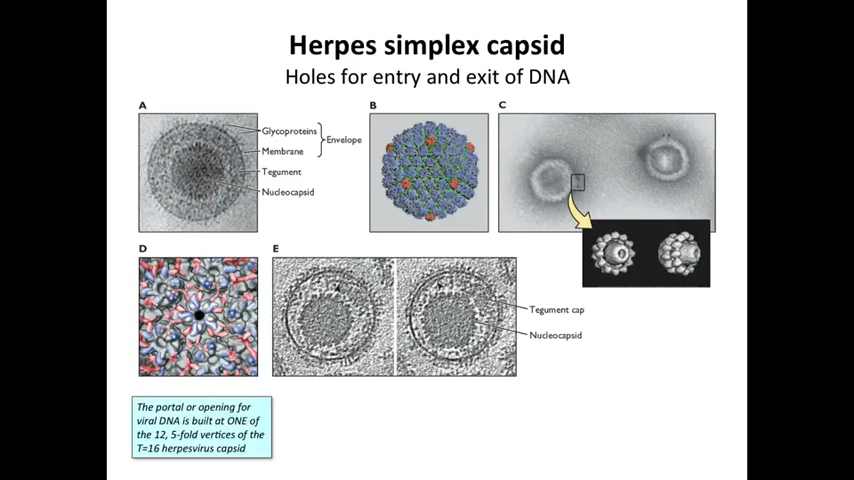 Herpes simplex capsid
Holes for entry and exit of DNA
A
B
C
Glycoproteins
Envelope
Membrane
Tegument
Nucleocapsid
D
E
Tegument cap
Nucleocapsid
The portal or opening for
viral DNA is built at ONE of
the 12, 5-fold vertices of the
T=16 herpesvirus capsid